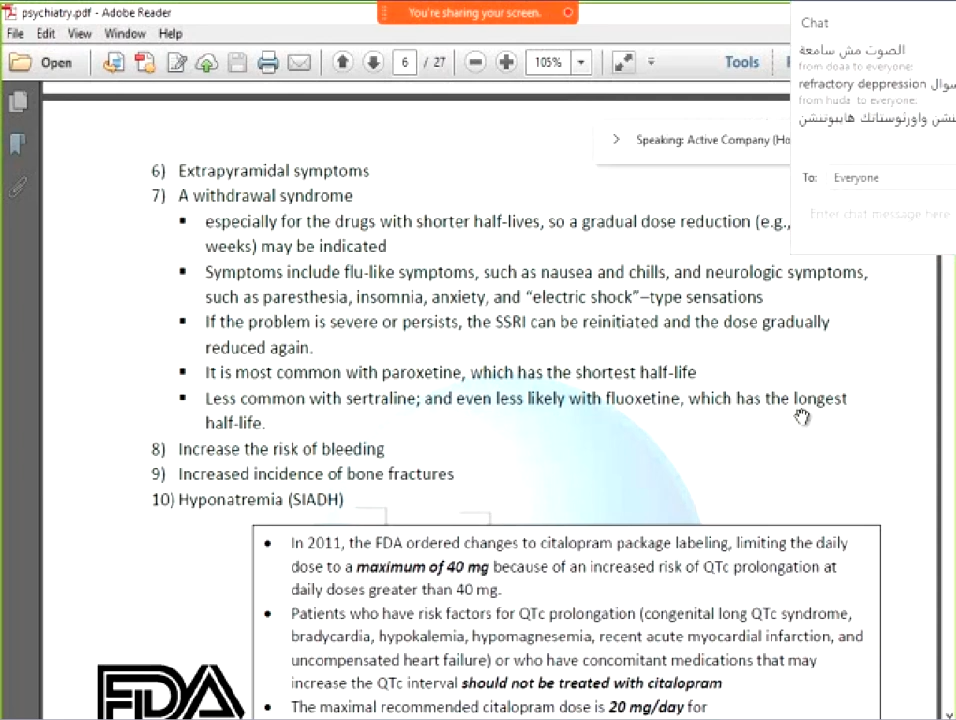 psychiatry.pdf - Adobe Reader
You're sharing your screen.
File Edit View Window Help
Open
6 / 27
105%
Tools
Chat
الصوت مش سامعة
from doaa to everyone:
refractory deppression سوال
from huda to everyone:
واورثوستاتك هايبوتنشن
To: Everyone
Enter chat message here
Speaking: Active Company
6) Extrapyramidal symptoms
7) A withdrawal syndrome
▪ especially for the drugs with shorter half-lives, so a gradual dose reduction (e.g.,
weeks) may be indicated
▪ Symptoms include flu-like symptoms, such as nausea and chills, and neurologic symptoms,
such as paresthesia, insomnia, anxiety, and “electric shock”–type sensations
▪ If the problem is severe or persists, the SSRI can be reinitiated and the dose gradually
reduced again.
▪ It is most common with paroxetine, which has the shortest half-life
▪ Less common with sertraline; and even less likely with fluoxetine, which has the longest
half-life.
8) Increase the risk of bleeding
9) Increased incidence of bone fractures
10) Hyponatremia (SIADH)
• In 2011, the FDA ordered changes to citalopram package labeling, limiting the daily
dose to a maximum of 40 mg because of an increased risk of QTc prolongation at
daily doses greater than 40 mg.
• Patients who have risk factors for QTc prolongation (congenital long QTc syndrome,
bradycardia, hypokalemia, hypomagnesemia, recent acute myocardial infarction, and
uncompensated heart failure) or who have concomitant medications that may
increase the QTc interval should not be treated with citalopram
• The maximal recommended citalopram dose is 20 mg/day for
FDA